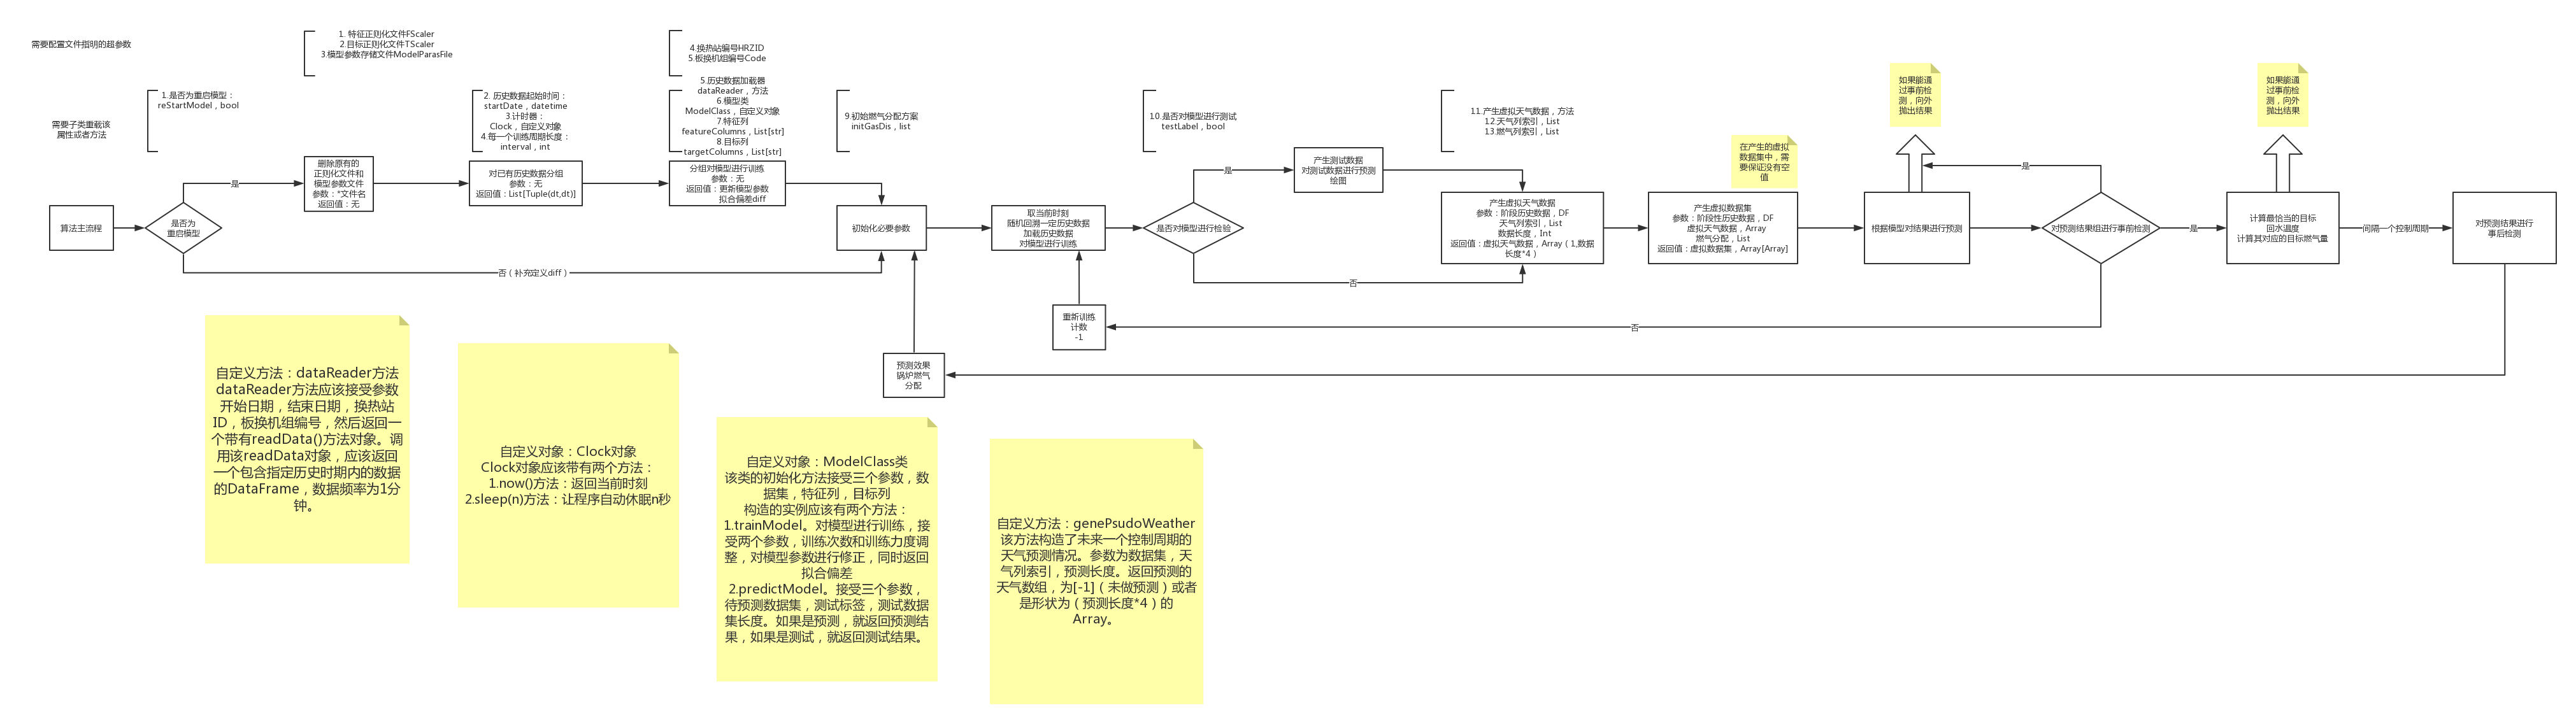 需要配置文件指明的超参数
1. 特征正则化文件FScaler
2.目标正则化文件TScaler
3.模型参数存储文件ModelParasFile
4.换热站编号HRZID
5.板换机组编号Code
需要子类重载该
属性或者方法
1.是否为重启模型：
reStartModel，bool
2. 历史数据起始时间：
startDate，datetime
3.计时器：
Clock，自定义对象
4.每一个训练周期长度：
interval，int
5.历史数据加载器
dataReader，方法
6.模型类
ModelClass，自定义对象
7.特征列
featureColumns，List[str]
8.目标列
targetColumns，List[str]
9.初始燃气分配方案
initGasDis，list
10.是否对模型进行测试
testLabel，bool
11.产生虚拟天气数据，方法
12.天气列索引，List
13.燃气列索引，List
在产生的虚拟
数据集中，需
要保证没有空
值
如果能通
过事前检
测，向外
抛出结果
如果能通
过事前检
测，向外
抛出结果
算法主流程
是否为
重启模型
是
删除原有的
正则化文件和
模型参数文件
参数：*文件名
返回值：无
对已有历史数据分组
参数：无
返回值：List[Tuple(dt,dt)]
分组对模型进行训练
参数：无
返回值：更新模型参数
拟合偏差diff
否（补充定义diff）
初始化必要参数
取当前时刻
随机回溯一定历史数据
加载历史数据
对模型进行训练
是否对模型进行检验
是
产生测试数据
对测试数据进行预测
绘图
否
产生虚拟天气数据
参数：阶段历史数据，DF
天气列索引，List
数据长度，Int
返回值：虚拟天气数据，Array（1,数据
长度*4）
产生虚拟数据集
参数：阶段性历史数据，DF
虚拟天气数据，Array
燃气分配，List
返回值：虚拟数据集，Array[Array]
根据模型对结果进行预测
是
对预测结果组进行事前检测
是
计算最恰当的目标
回水温度
计算其对应的目标燃气量
间隔一个控制周期
对预测结果进行
事后检测
重新训练
计数
-1
否
预测效果
锅炉燃气
分配
自定义方法：dataReader方法
dataReader方法应该接受参数
开始日期，结束日期，换热站
ID，板换机组编号，然后返回一
个带有readData()方法对象。调
用该readData对象，应该返回
一个包含指定历史时期内的数据
的DataFrame，数据频率为1分
钟。
自定义对象：Clock对象
Clock对象应该带有两个方法：
1.now()方法：返回当前时刻
2.sleep(n)方法：让程序自动休眠n秒
自定义对象：ModelClass类
该类的初始化方法接受三个参数，数
据集，特征列，目标列
构造的实例应该有两个方法：
1.trainModel。对模型进行训练，接
受两个参数，训练次数和训练力度调
整，对模型参数进行修正，同时返回
拟合偏差
2.predictModel。接受三个参数，
待预测数据集，测试标签，测试数据
集长度。如果是预测，就返回预测结
果，如果是测试，就返回测试结果。
自定义方法：genePsudoWeather
该方法构造了未来一个控制周期的
天气预测情况。参数为数据集，天
气列索引，预测长度。返回预测的
天气数组，为[-1]（未做预测）或者
是形状为（预测长度*4）的
Array。